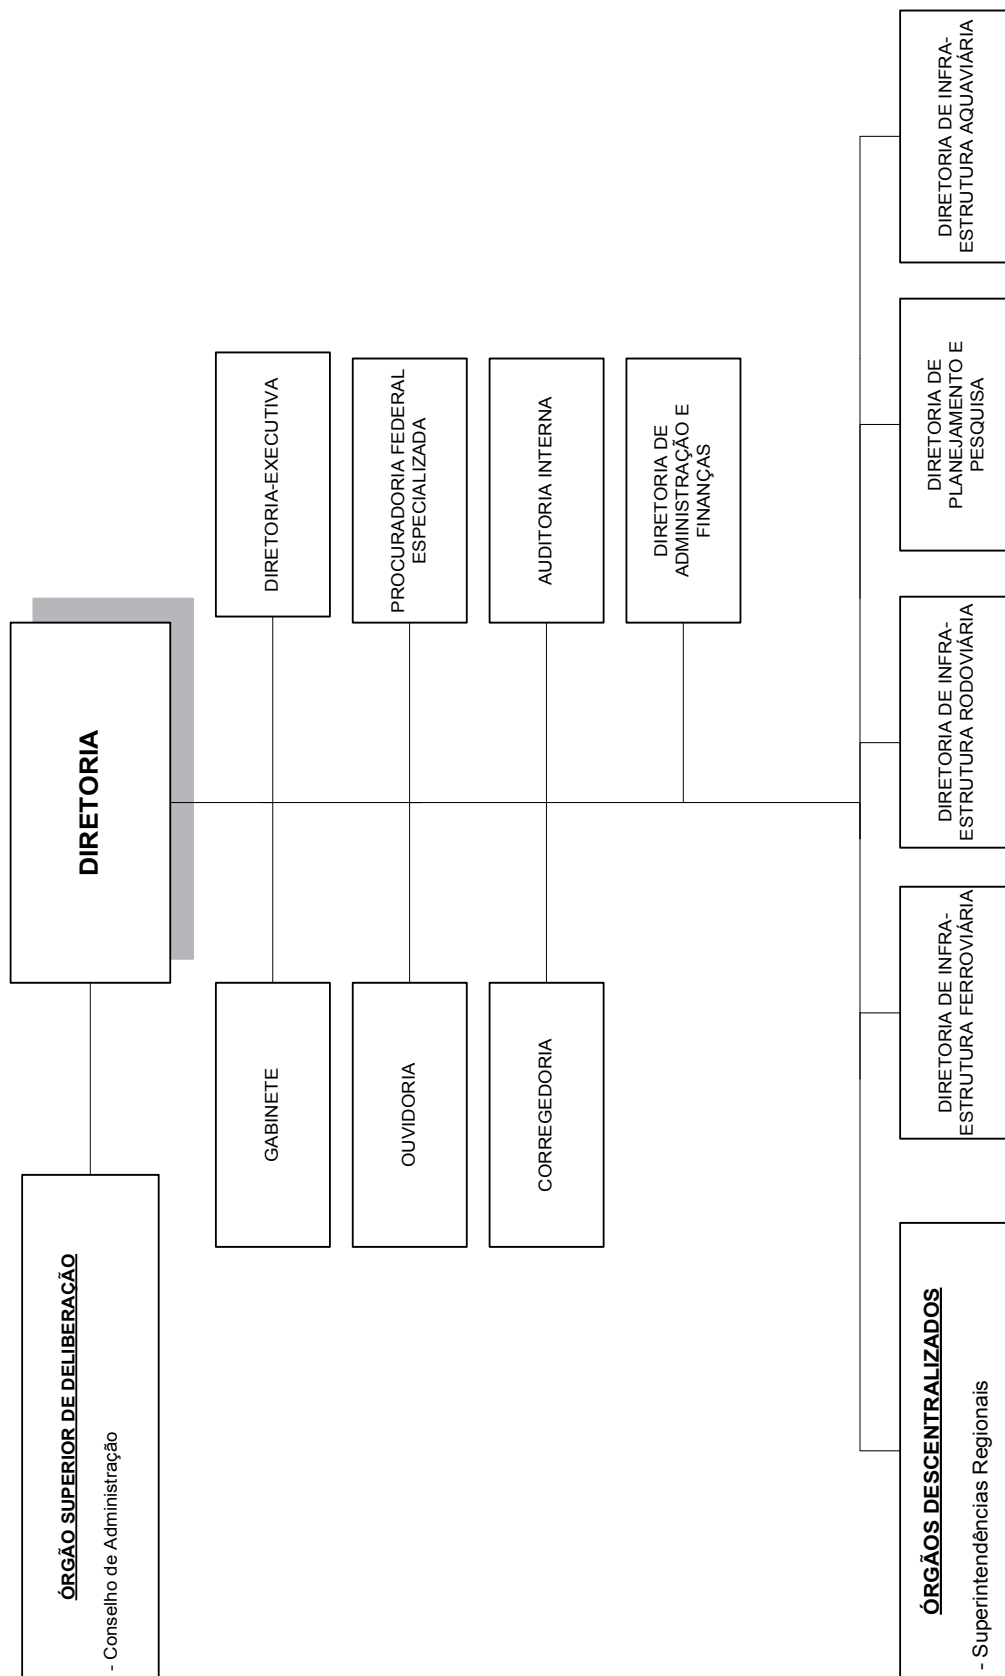 ÓRGÃO SUPERIOR DE DELIBERAÇÃO
- Conselho de Administração
DIRETORIA
GABINETE
DIRETORIA-EXECUTIVA
OUVIDORIA
PROCURADORIA FEDERAL
ESPECIALIZADA
CORREGEDORIA
AUDITORIA INTERNA
DIRETORIA DE
ADMINISTRAÇÃO E
FINANÇAS
ÓRGÃOS DESCENTRALIZADOS
- Superintendências Regionais
DIRETORIA DE INFRA-
ESTRUTURA FERROVIÁRIA
DIRETORIA DE INFRA-
ESTRUTURA RODOVIÁRIA
DIRETORIA DE
PLANEJAMENTO E
PESQUISA
DIRETORIA DE INFRA-
ESTRUTURA AQUAVIÁRIA